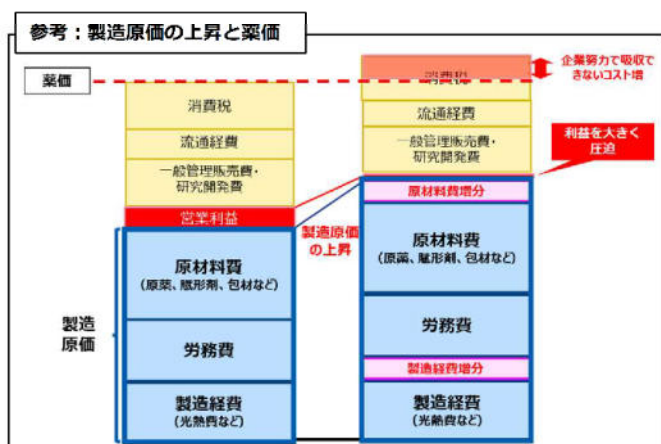 参考：製造原価の上昇と薬価
薬価
消費税
流通経費
一般管理販売費・
研究開発費
営業利益
原材料費
(原薬、賦形剤、包材など)
労務費
製造経費
(光熱費など)
製造
原価
製造原価
の上昇
消費税
流通経費
一般管理販売費・
研究開発費
原材料費増分
原材料費
(原薬、賦形剤、包材など)
労務費
製造経費増分
製造経費
(光熱費など)
企業努力で吸収で
きないコスト増
利益を大きく
圧迫